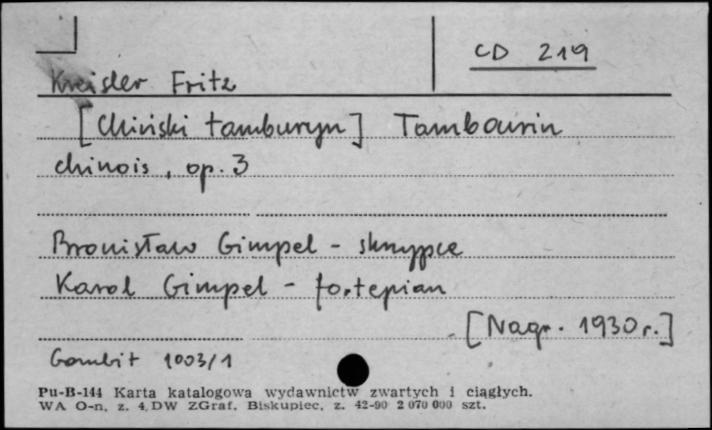 CD 219
Kreisler Fritz
[Chiński tamburyn] Tambourin
chinois, op. 3
Bronisław Gimpel - skrzypce
Karol Gimpel - fortepian
[Nagr. 1930 r.]
Gambit 1003/1
Pu-B-144 Karta katalogowa wydawnictw zwartych i ciągłych.
WA O-n, z. 4, DW ZGraf. Biskupiec, z. 42-90 2 070 000 szt.